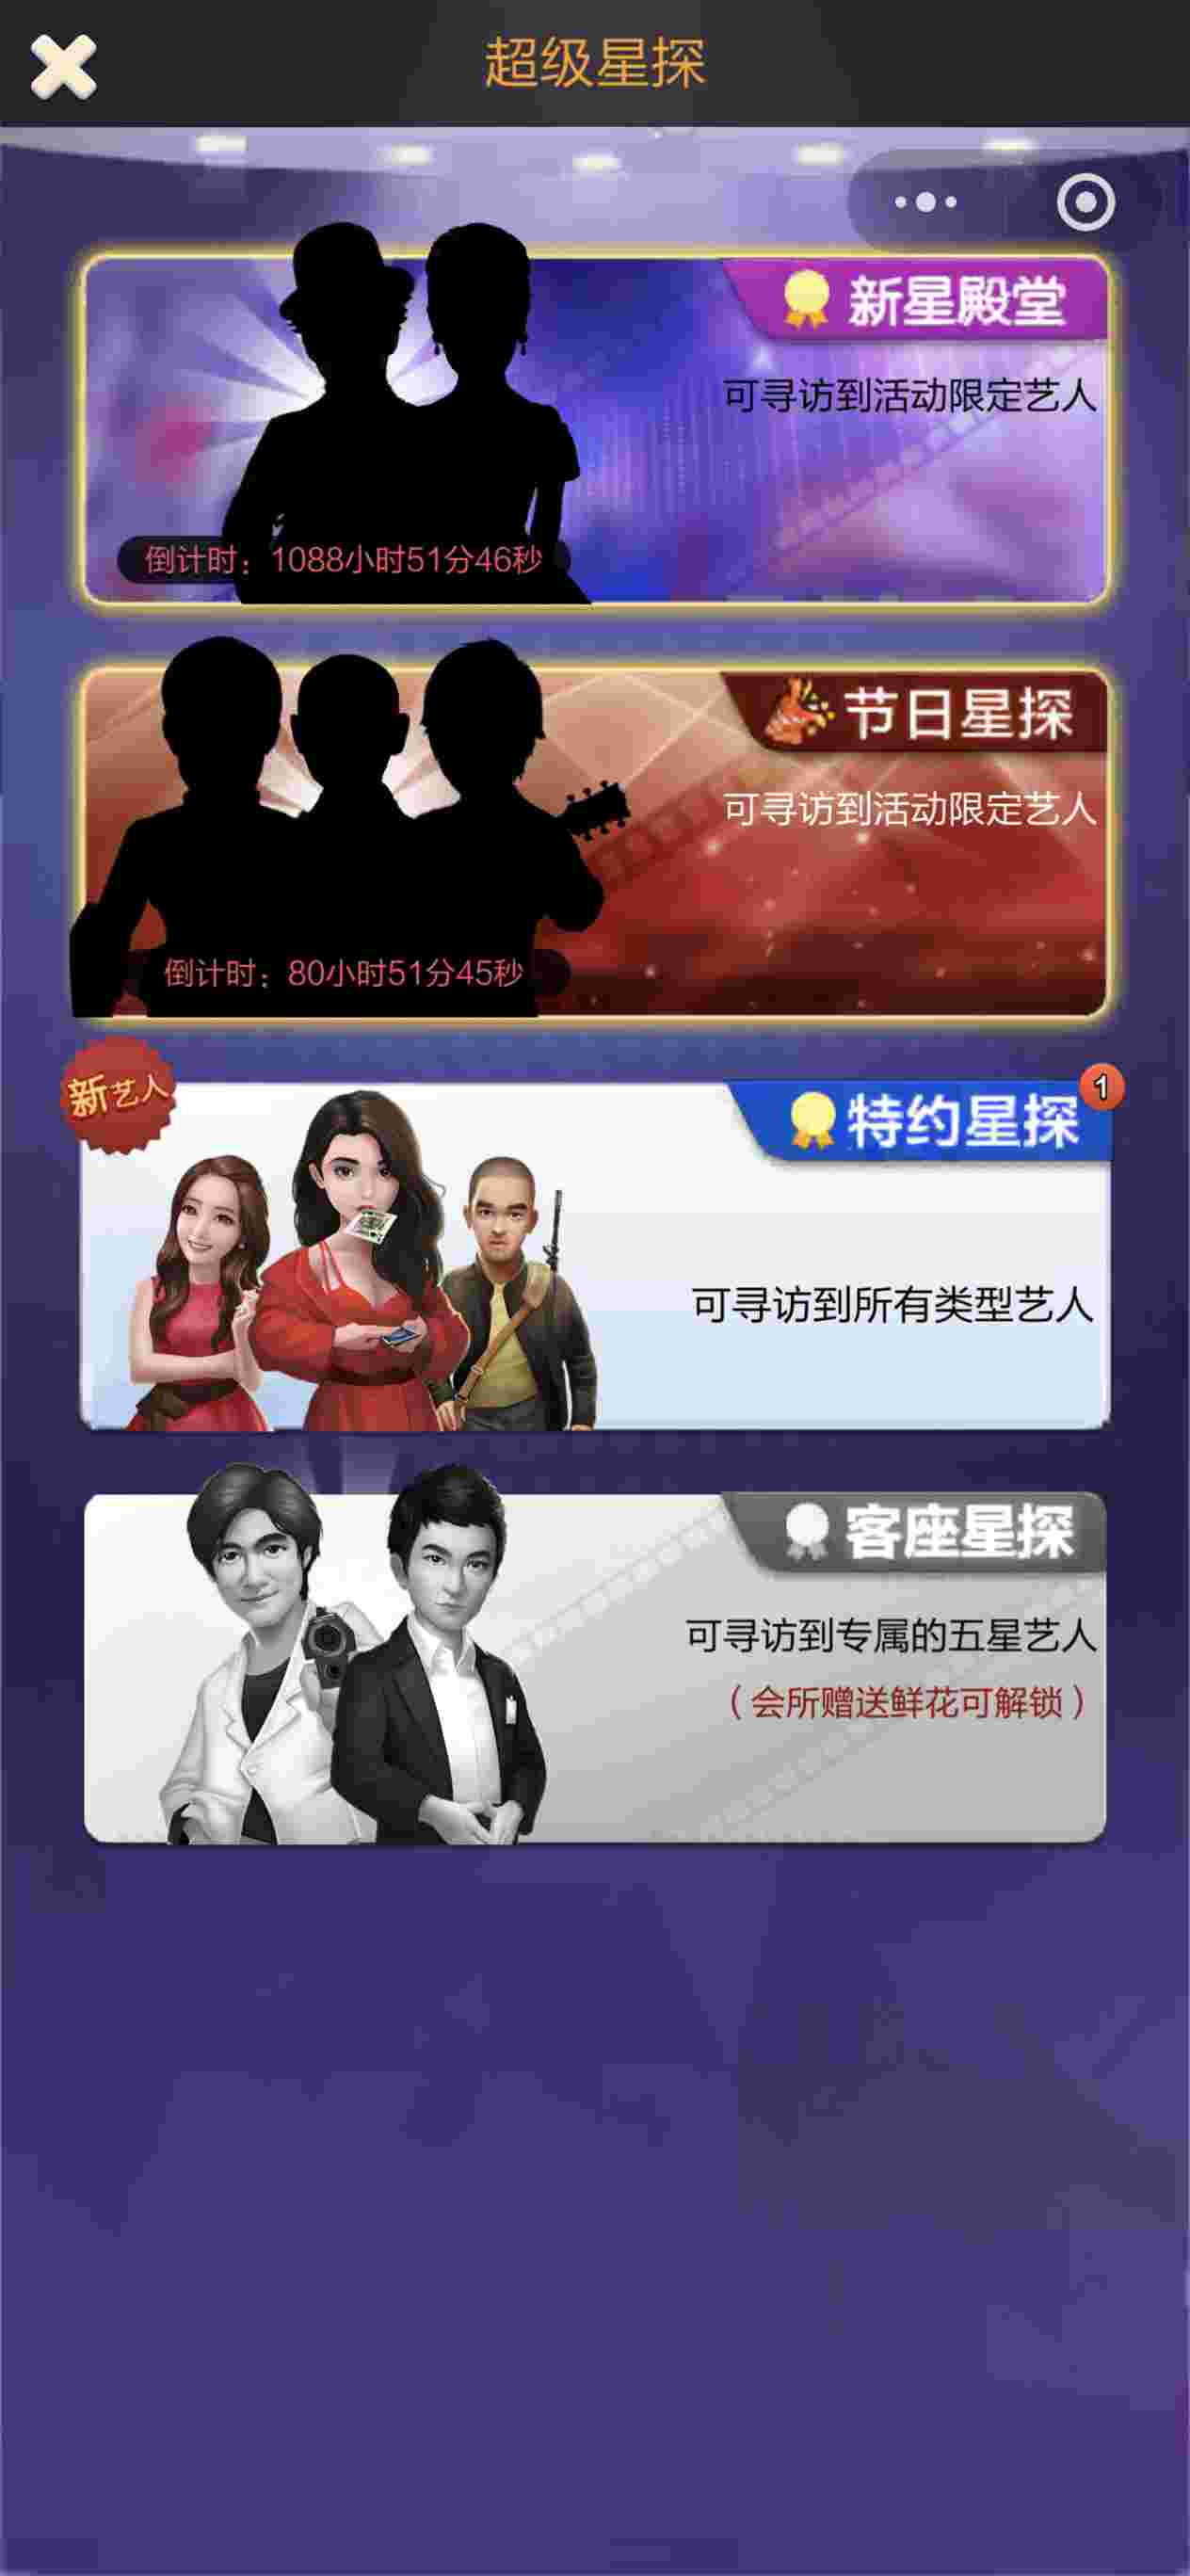 超级星探
新星殿堂
可寻访到活动限定艺人
倒计时：1088小时51分46秒
节日星探
可寻访到活动限定艺人
倒计时：80小时51分45秒
新艺人
特约星探
1
可寻访到所有类型艺人
客座星探
可寻访到专属的五星艺人
（会所赠送鲜花可解锁）